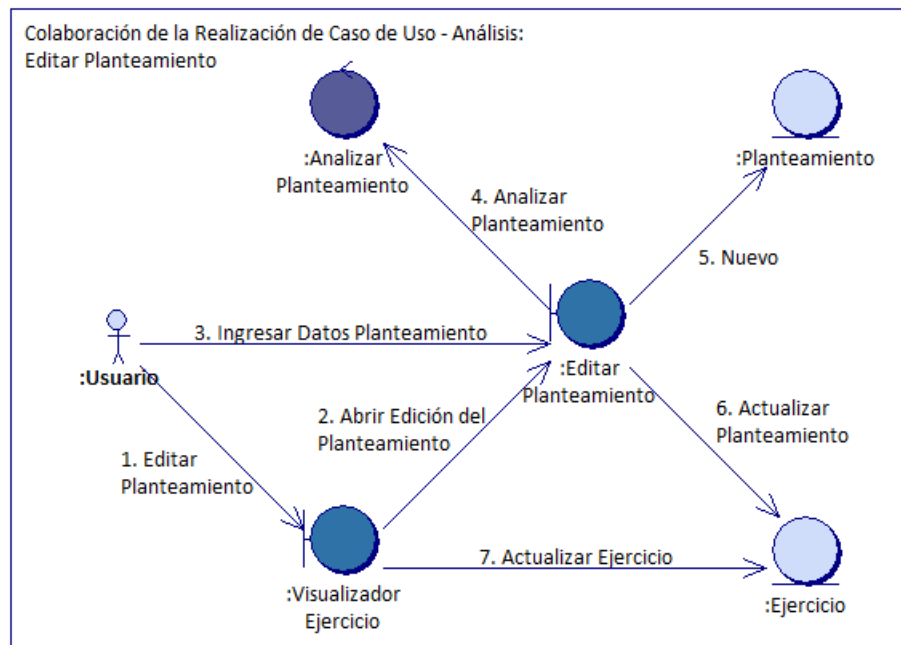 Colaboración de la Realización de Caso de Uso - Análisis:
Editar Planteamiento
:Analizar
Planteamiento
:Planteamiento
4. Analizar
Planteamiento
5. Nuevo
3. Ingresar Datos Planteamiento
:Usuario
:Editar
Planteamiento
2. Abrir Edición del
Planteamiento
6. Actualizar
Planteamiento
1. Editar
Planteamiento
7. Actualizar Ejercicio
:Visualizador
Ejercicio
:Ejercicio